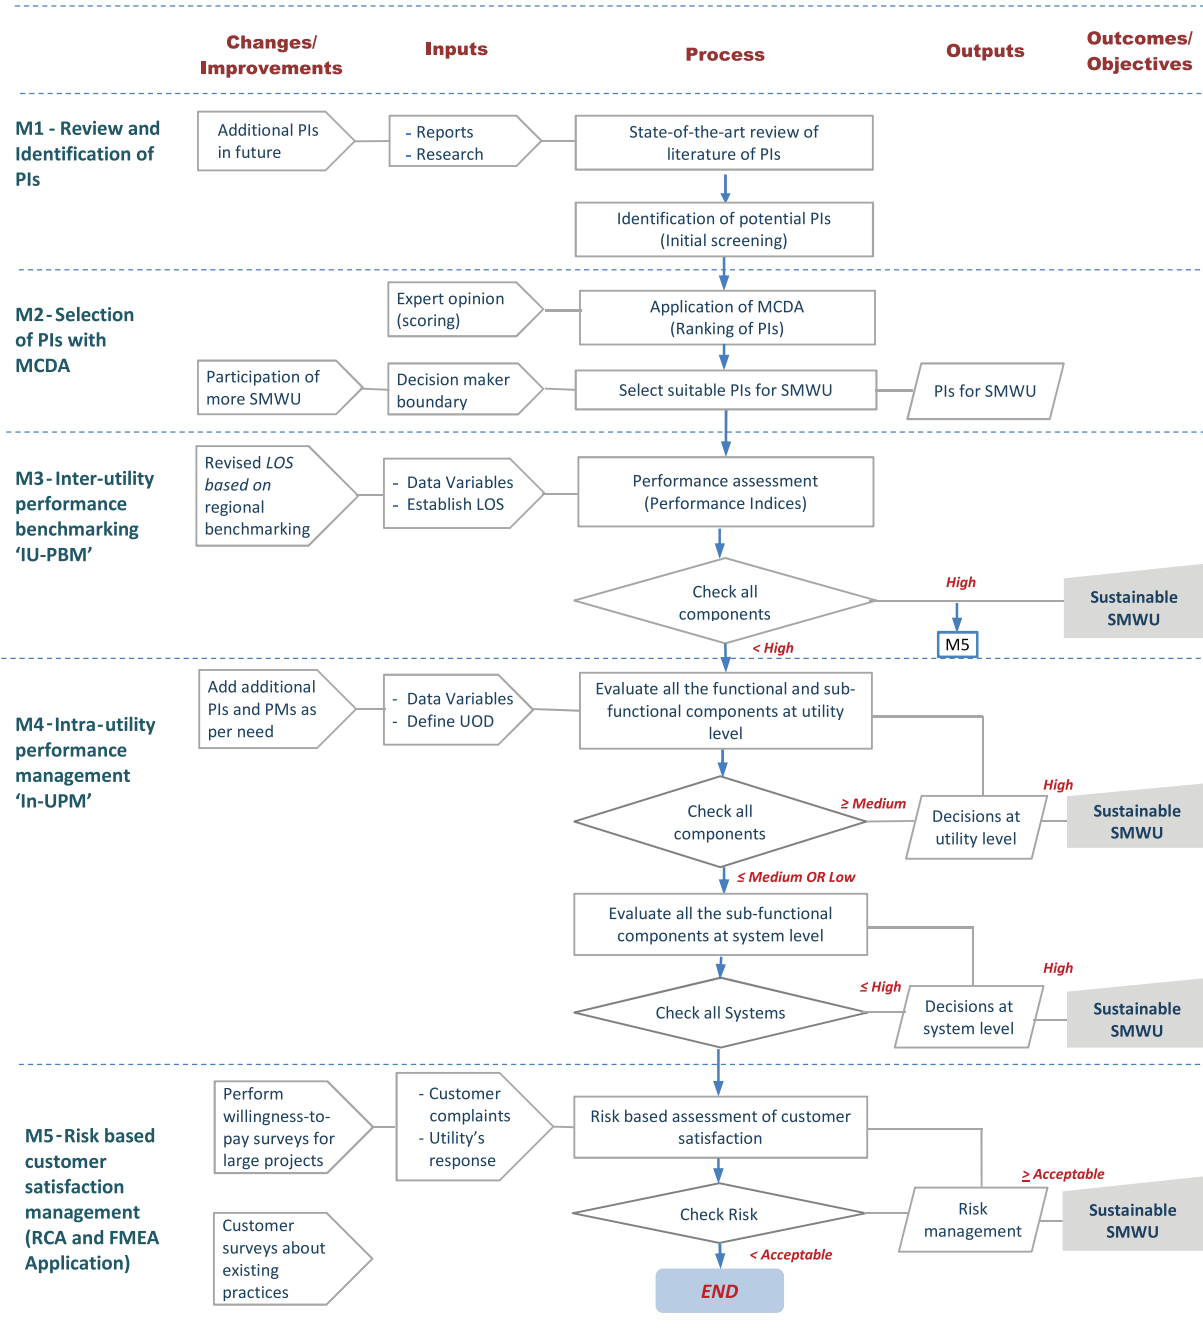 Changes/
Improvements
Inputs
Process
Outputs
Outcomes/
Objectives
M1 - Review and
Identification of
PIs
Additional PIs
in future
- Reports
- Research
State-of-the-art review of
literature of PIs
Identification of potential PIs
(Initial screening)
M2 - Selection
of PIs with
MCDA
Expert opinion
(scoring)
Application of MCDA
(Ranking of PIs)
Participation of
more SMWU
Decision maker
boundary
Select suitable PIs for SMWU
PIs for SMWU
M3 - Inter-utility
performance
benchmarking
‘IU-PBM’
Revised LOS
based on
regional
benchmarking
- Data Variables
- Establish LOS
Performance assessment
(Performance Indices)
Check all
components
High
M5
Sustainable
SMWU
< High
M4 - Intra-utility
performance
management
‘In-UPM’
Add additional
PIs and PMs as
per need
- Data Variables
- Define UOD
Evaluate all the functional and sub-
functional components at utility
level
Check all
components
≥ Medium
Decisions at
utility level
High
Sustainable
SMWU
≤ Medium OR Low
Evaluate all the sub-functional
components at system level
Check all Systems
≤ High
Decisions at
system level
High
Sustainable
SMWU
M5 - Risk based
customer
satisfaction
management
(RCA and FMEA
Application)
Perform
willingness-to-
pay surveys for
large projects
- Customer
complaints
- Utility’s
response
Risk based assessment of customer
satisfaction
Check Risk
≥ Acceptable
Risk
management
Sustainable
SMWU
Customer
surveys about
existing
practices
< Acceptable
END